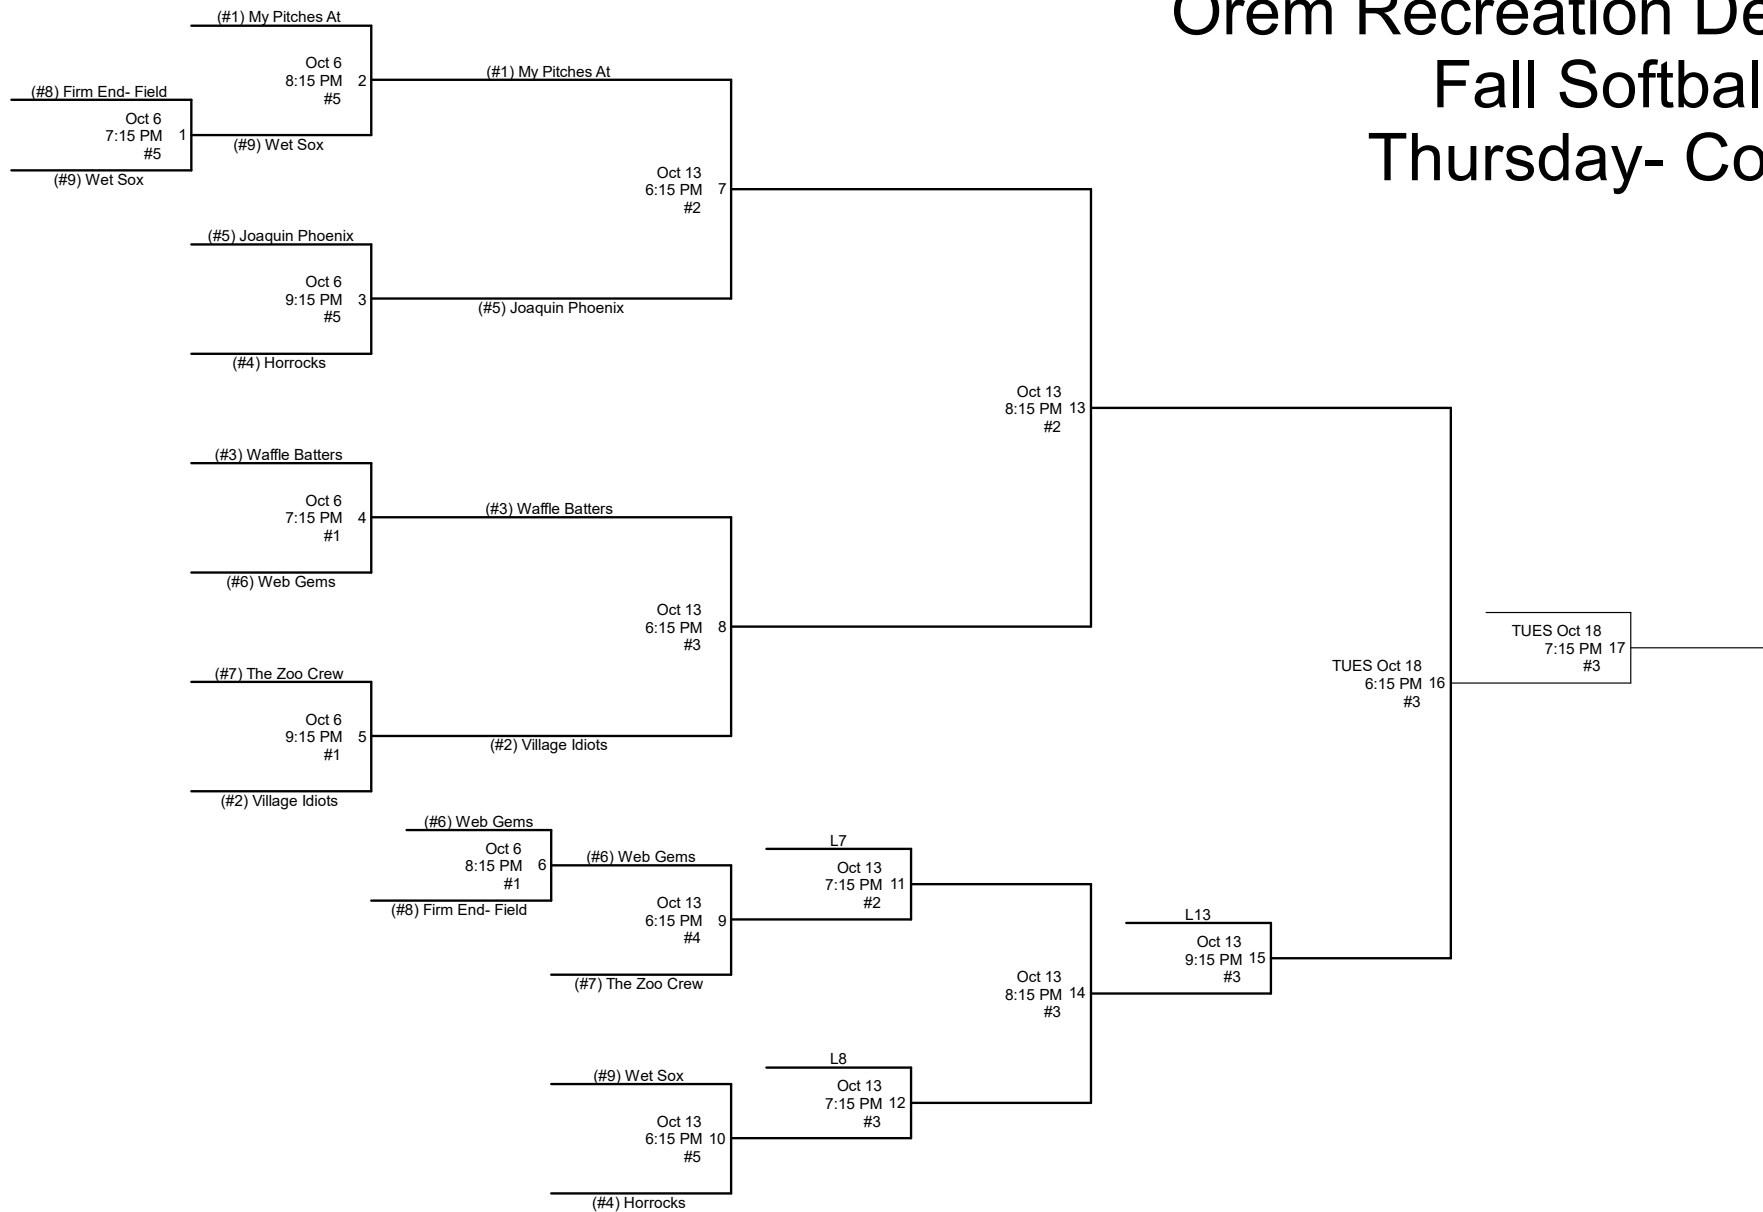 Orem Recreation De
Fall Softbal
Thursday- Co
(#1) My Pitches At
Oct 6
8:15 PM 2
#5
(#1) My Pitches At
(#8) Firm End- Field
Oct 6
7:15 PM 1
#5
(#9) Wet Sox
(#9) Wet Sox
Oct 13
6:15 PM 7
#2
(#5) Joaquin Phoenix
Oct 6
9:15 PM 3
#5
(#5) Joaquin Phoenix
(#4) Horrocks
Oct 13
8:15 PM 13
#2
(#3) Waffle Batters
Oct 6
7:15 PM 4
#1
(#3) Waffle Batters
(#6) Web Gems
Oct 13
6:15 PM 8
#3
TUES Oct 18
7:15 PM 17
#3
TUES Oct 18
6:15 PM 16
#3
(#7) The Zoo Crew
Oct 6
9:15 PM 5
#1
(#2) Village Idiots
(#2) Village Idiots
(#6) Web Gems
Oct 6
8:15 PM 6
#1
(#6) Web Gems
(#8) Firm End- Field
Oct 13
6:15 PM 9
#4
(#7) The Zoo Crew
L7
Oct 13
7:15 PM 11
#2
L13
Oct 13
9:15 PM 15
#3
Oct 13
8:15 PM 14
#3
L8
Oct 13
7:15 PM 12
#3
(#9) Wet Sox
Oct 13
6:15 PM 10
#5
(#4) Horrocks